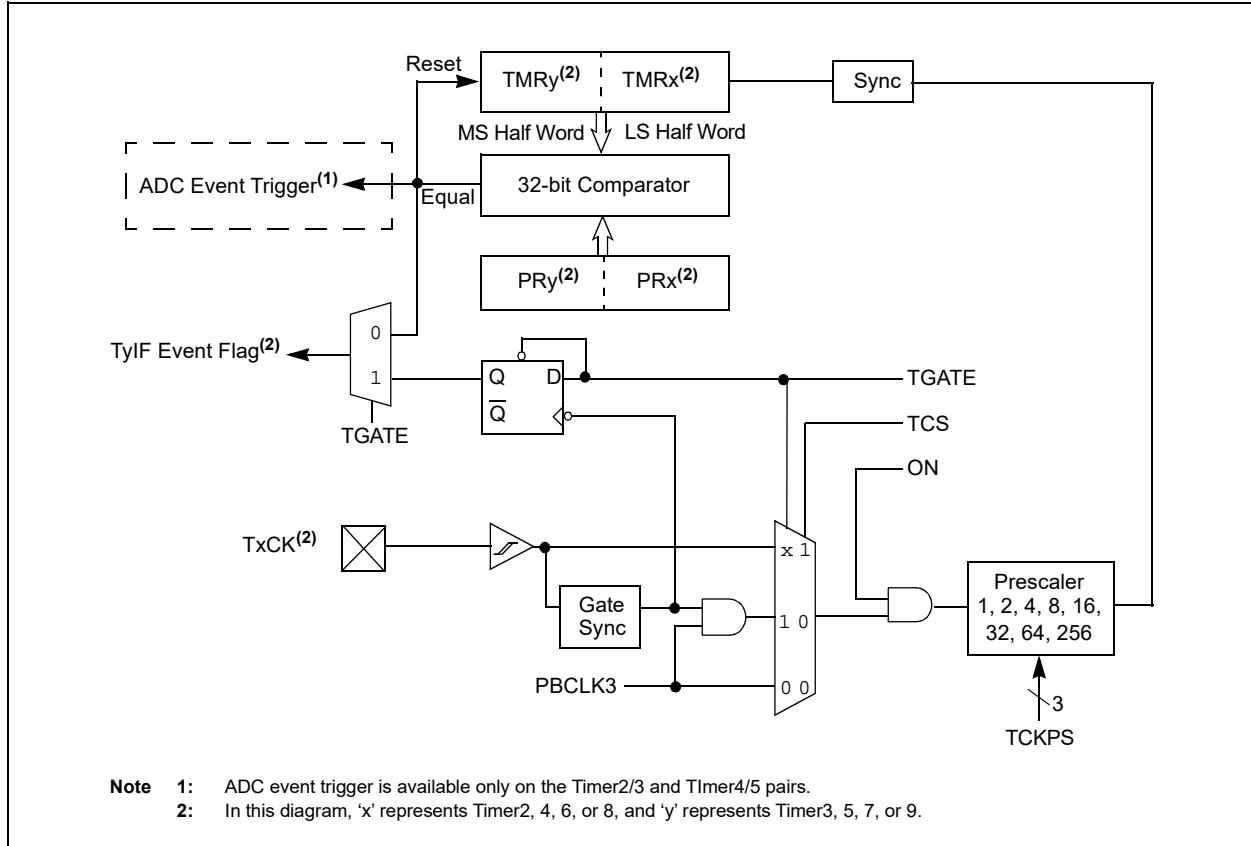 Reset
TMRy(2) TMRx(2)
Sync
MS Half Word LS Half Word
ADC Event Trigger(1)
Equal
32-bit Comparator
PRy(2) PRx(2)
0
TyIF Event Flag(2)
1
Q D
Q
TGATE
TGATE
TCS
ON
TxCK(2)
x 1
Gate
Sync
1 0
Prescaler
1, 2, 4, 8, 16,
32, 64, 256
PBCLK3
0 0
3
TCKPS
Note 1: ADC event trigger is available only on the Timer2/3 and TImer4/5 pairs.
2: In this diagram, ‘x’ represents Timer2, 4, 6, or 8, and ‘y’ represents Timer3, 5, 7, or 9.